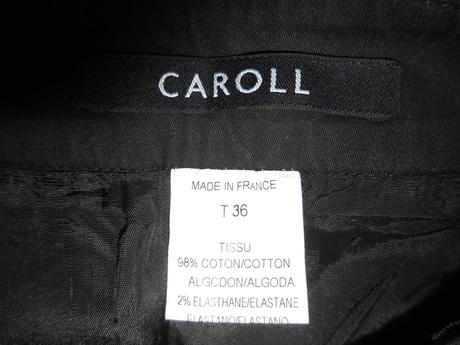 CAROLL
MADE IN FRANCE
T 36
TISSU
98% COTON/COTTON
ALGODON/ALGODA
2% ELASTHANE/ELASTANE
ELASTANO/ELASTANO